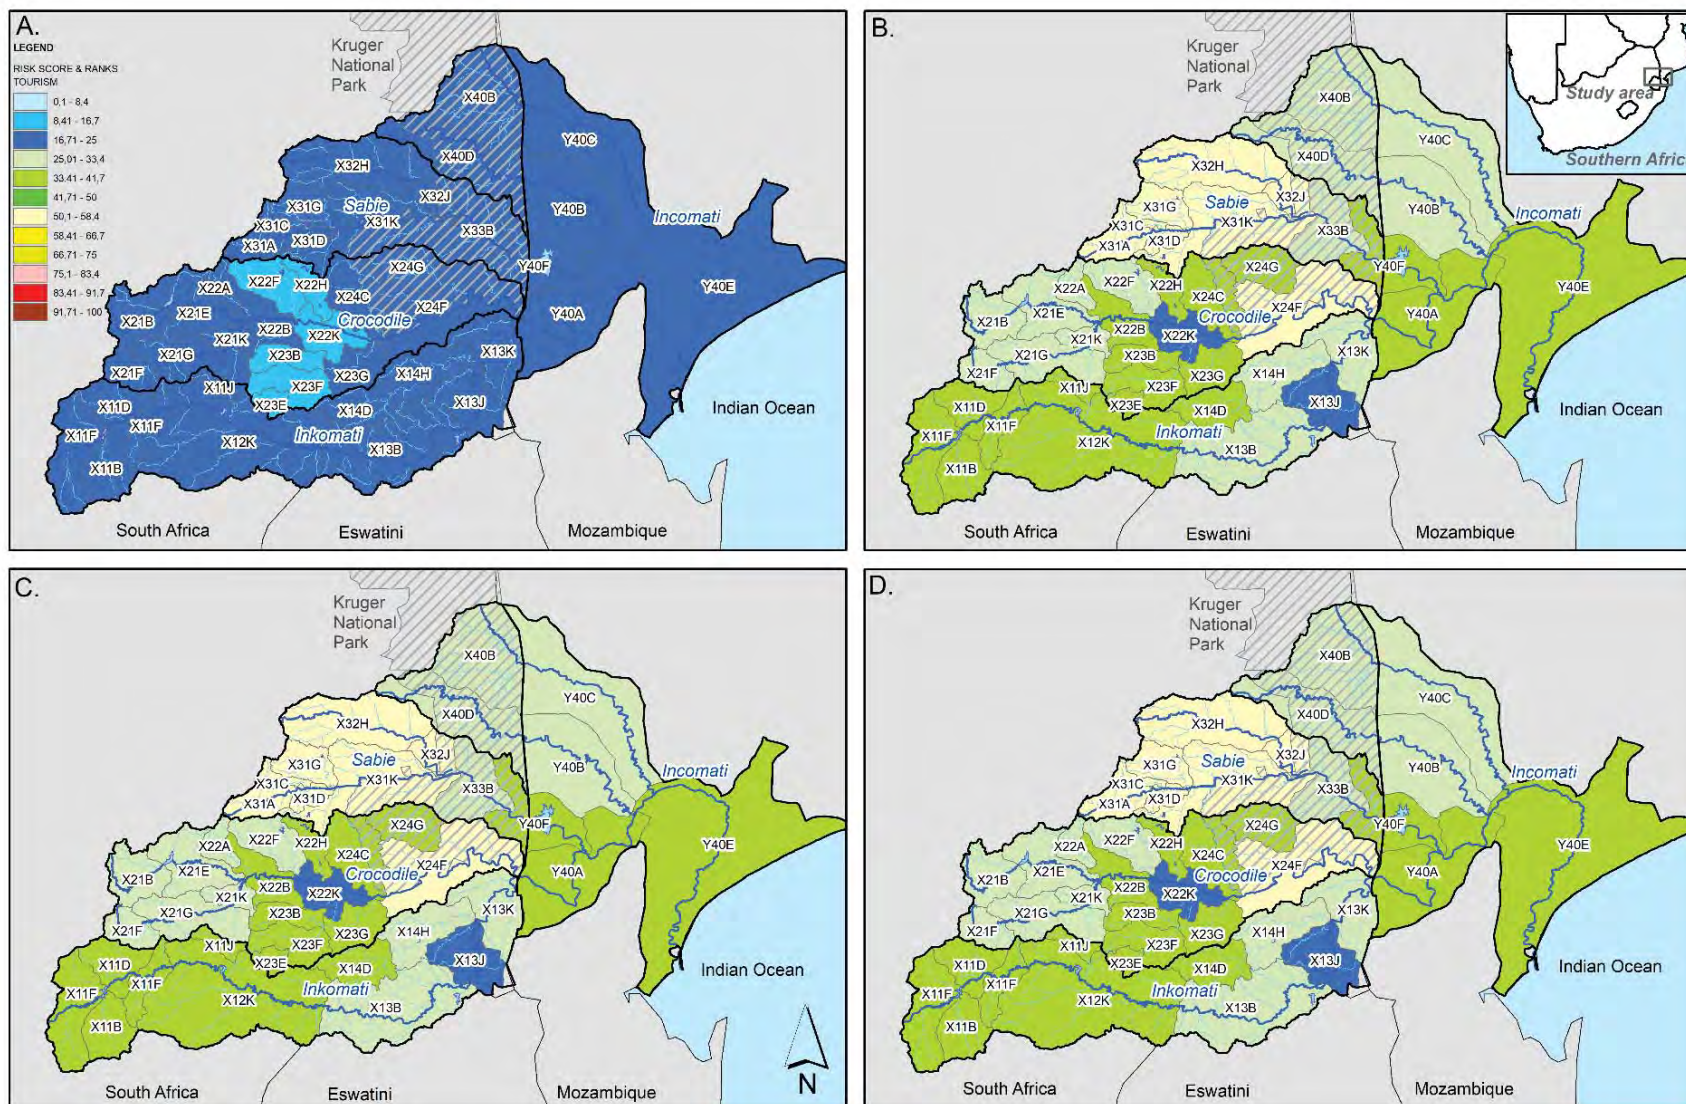 A.
LEGEND
RISK SCORE & RANKS
TOURISM
0,1 - 8,4
8,41 - 16,7
16,71 - 25
25,01 - 33,4
33.41 - 41,7
41,71 - 50
50,1 - 58,4
58,41 - 66,7
66,71 - 75
75,1 - 83,4
83,41 - 91,7
91,71 - 100
Kruger
National
Park
X40B
Y40C
X40D
X32H
X32J
X31G
Sabie
X31K
Y40B
Incomati
X31C
X33B
X31A
X31D
Y40F
X24G
X22F
X22H
X22A
X24C
Y40E
X21B
X21E
X24F
Crocodile
Y40A
X22B
X22K
X21K
X21G
X23B
X13K
X21F
X11J
X23F
X23G
X14H
X11D
X23E
X14D
X13J
Indian Ocean
X11F
X11F
X12K
Inkomati
X13B
X11B
South Africa
Eswatini
Mozambique
B.
Study area
Southern Afric
Kruger
National
Park
X40B
Y40C
X40D
X32H
X32J
X31G
Sabie
X31K
Y40B
Incomati
X31C
X33B
X31A
X31D
Y40F
X24G
X22F
X22H
X22A
X24C
Y40E
X21B
X21E
X24F
Crocodile
Y40A
X22B
X22K
X21K
X21G
X23B
X13K
X21F
X11J
X23F
X23G
X14H
X11D
X23E
X14D
X13J
Indian Ocean
X11F
X11F
X12K
Inkomati
X13B
X11B
South Africa
Eswatini
Mozambique
C.
Kruger
National
Park
X40B
Y40C
X40D
X32H
X32J
X31G
Sabie
X31K
Y40B
Incomati
X31C
X33B
X31A
X31D
Y40F
X24G
X22F
X22H
X22A
X24C
Y40E
X21B
X21E
X24F
Crocodile
Y40A
X22B
X22K
X21K
X21G
X23B
X13K
X21F
X11J
X23F
X23G
X14H
X11D
X23E
X14D
X13J
Indian Ocean
X11F
X11F
X12K
Inkomati
X13B
X11B
N
South Africa
Eswatini
Mozambique
D.
Kruger
National
Park
X40B
Y40C
X40D
X32H
X32J
X31G
Sabie
X31K
Y40B
Incomati
X31C
X33B
X31A
X31D
Y40F
X24G
X22F
X22H
X22A
X24C
Y40E
X21B
X21E
X24F
Crocodile
Y40A
X22B
X22K
X21K
X21G
X23B
X13K
X21F
X11J
X23F
X23G
X14H
X11D
X23E
X14D
X13J
Indian Ocean
X11F
X11F
X12K
Inkomati
X13B
X11B
South Africa
Eswatini
Mozambique